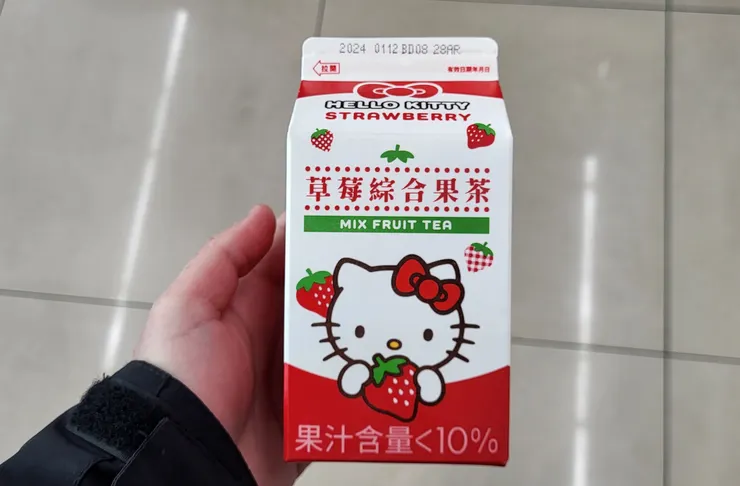 2024 0112 BD08 28AR
拉開
有效日期年月日
HELLO KITTY
STRAWBERRY
草莓綜合果茶
MIX FRUIT TEA
果汁含量<10%